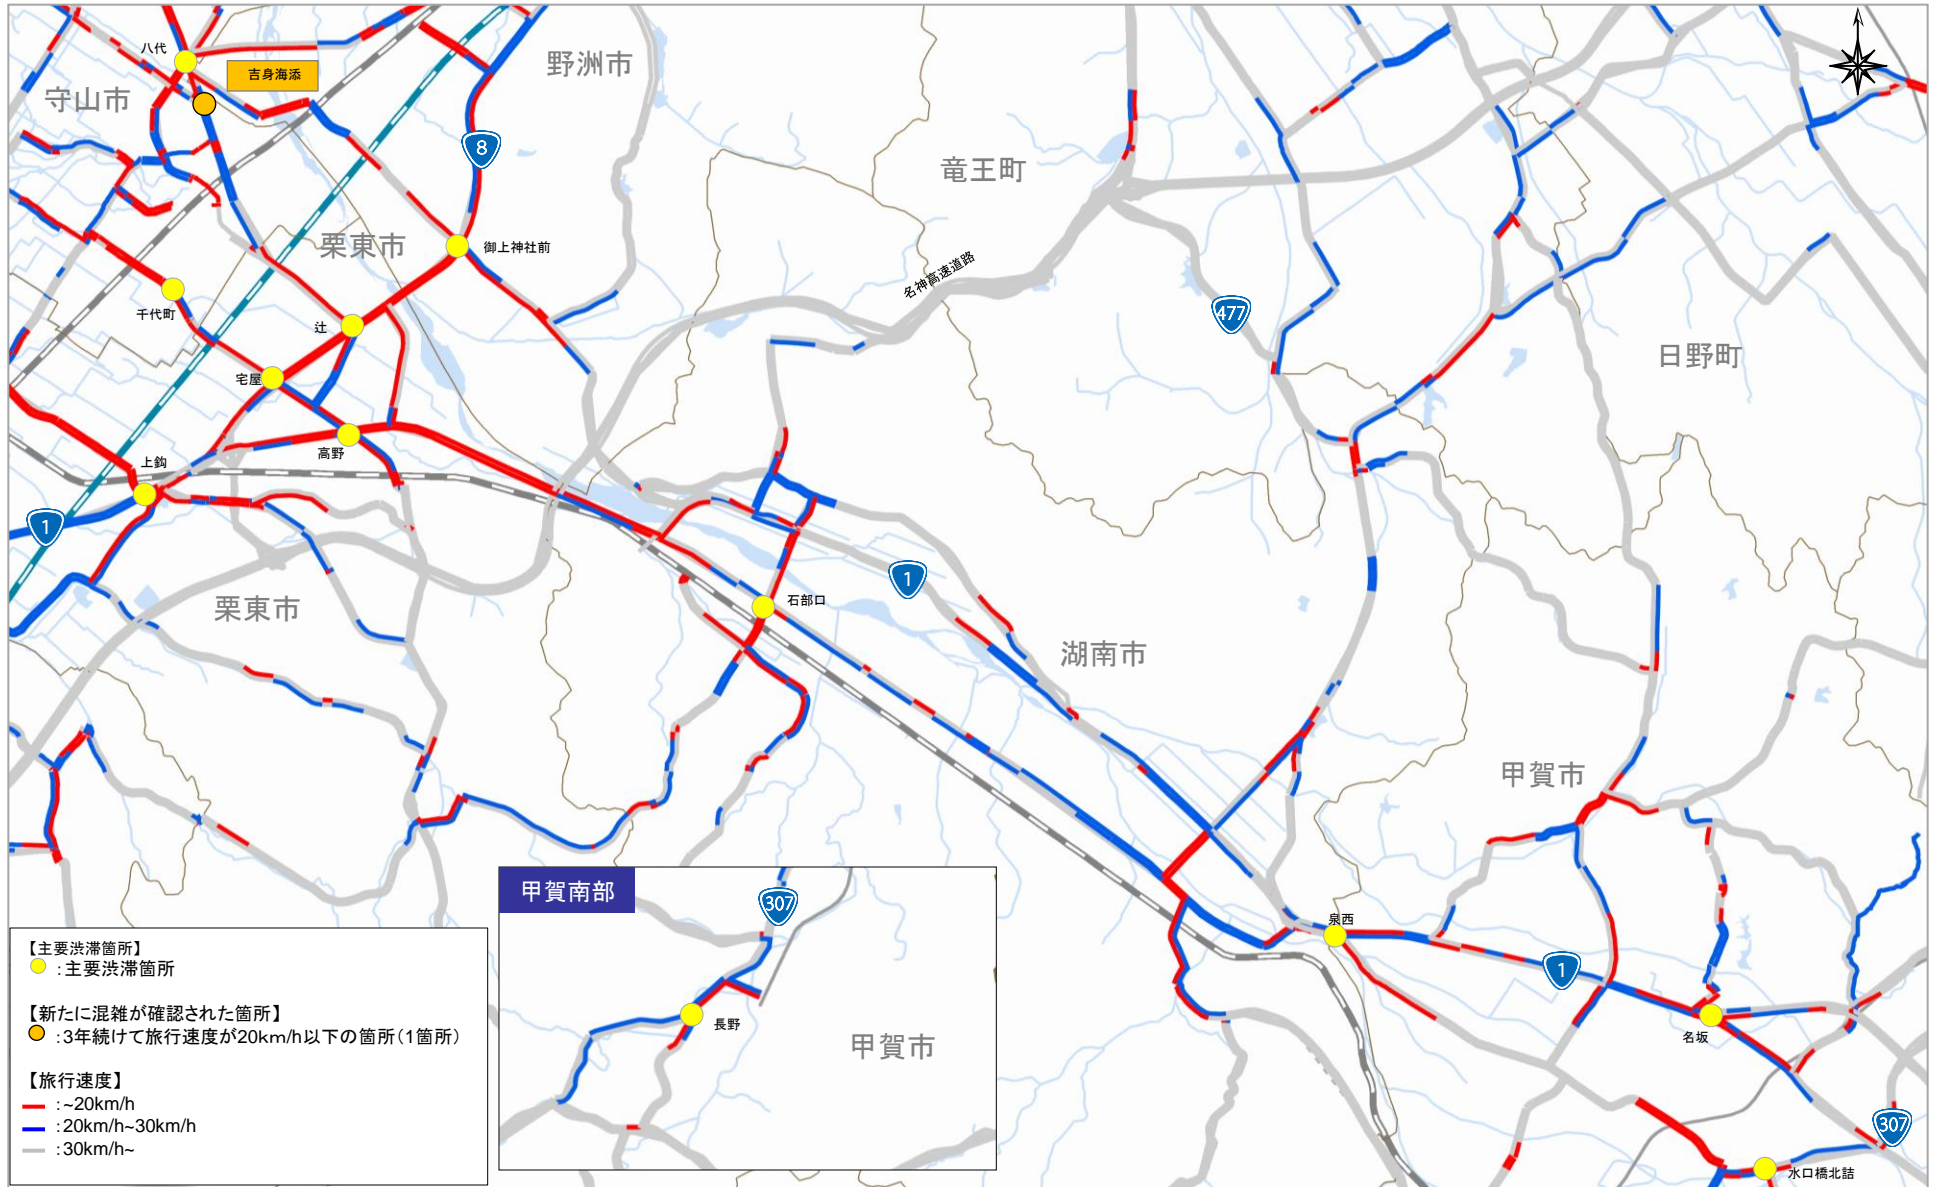 八代
吉身海添
守山市
野洲市
8
竜王町
栗東市
御上神社前
名神高速道路
千代町
辻
477
日野町
宅屋
高野
上鈎
1
栗東市
1
石部口
湖南市
甲賀市
甲賀南部
307
長野
甲賀市
泉西
1
名坂
307
水口橋北詰
【主要渋滞箇所】
:主要渋滞箇所
【新たに混雑が確認された箇所】
:3年続けて旅行速度が20km/h以下の箇所(1箇所)
【旅行速度】
:~20km/h
:20km/h~30km/h
:30km/h~